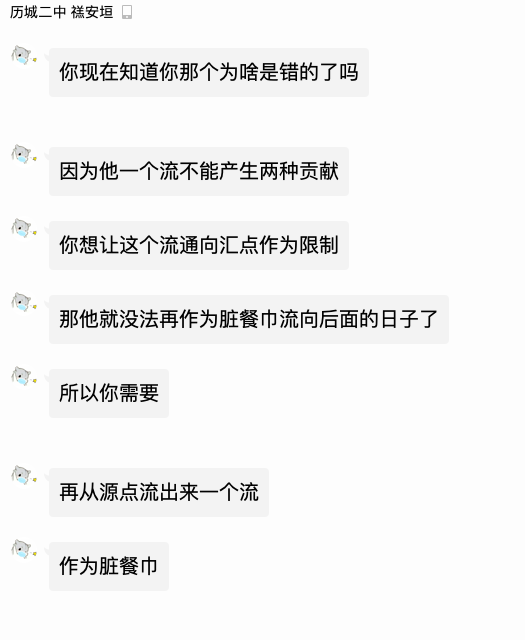 历城二中 禚安垣
你现在知道你那个为啥是错的了吗
因为他一个流不能产生两种贡献
你想让这个流通向汇点作为限制
那他就没法再作为脏餐巾流向后面的日子了
所以你需要
再从源点流出来一个流
作为脏餐巾